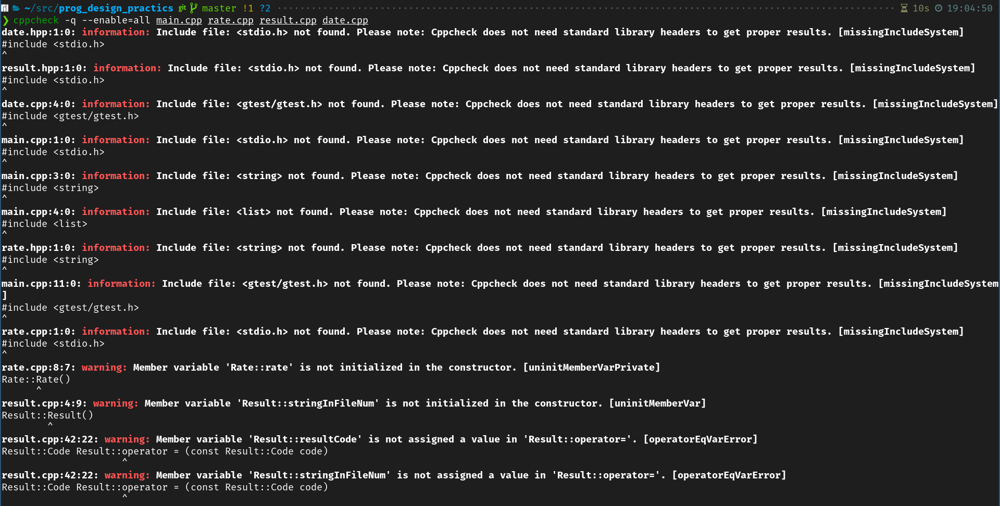 ~/src/prog_design_practics git master !1 ?2 10s 19:04:50
❯ cppcheck -q --enable=all main.cpp rate.cpp result.cpp date.cpp
date.hpp:1:0: information: Include file: <stdio.h> not found. Please note: Cppcheck does not need standard library headers to get proper results. [missingIncludeSystem]
#include <stdio.h>
^
result.hpp:1:0: information: Include file: <stdio.h> not found. Please note: Cppcheck does not need standard library headers to get proper results. [missingIncludeSystem]
#include <stdio.h>
^
date.cpp:4:0: information: Include file: <gtest/gtest.h> not found. Please note: Cppcheck does not need standard library headers to get proper results. [missingIncludeSystem]
#include <gtest/gtest.h>
^
main.cpp:1:0: information: Include file: <stdio.h> not found. Please note: Cppcheck does not need standard library headers to get proper results. [missingIncludeSystem]
#include <stdio.h>
^
main.cpp:3:0: information: Include file: <string> not found. Please note: Cppcheck does not need standard library headers to get proper results. [missingIncludeSystem]
#include <string>
^
main.cpp:4:0: information: Include file: <list> not found. Please note: Cppcheck does not need standard library headers to get proper results. [missingIncludeSystem]
#include <list>
^
rate.hpp:1:0: information: Include file: <string> not found. Please note: Cppcheck does not need standard library headers to get proper results. [missingIncludeSystem]
#include <string>
^
main.cpp:11:0: information: Include file: <gtest/gtest.h> not found. Please note: Cppcheck does not need standard library headers to get proper results. [missingIncludeSystem
]
#include <gtest/gtest.h>
^
rate.cpp:1:0: information: Include file: <stdio.h> not found. Please note: Cppcheck does not need standard library headers to get proper results. [missingIncludeSystem]
#include <stdio.h>
^
rate.cpp:8:7: warning: Member variable 'Rate::rate' is not initialized in the constructor. [uninitMemberVarPrivate]
Rate::Rate()
^
result.cpp:4:9: warning: Member variable 'Result::stringInFileNum' is not initialized in the constructor. [uninitMemberVar]
Result::Result()
^
result.cpp:42:22: warning: Member variable 'Result::resultCode' is not assigned a value in 'Result::operator='. [operatorEqVarError]
Result::Code Result::operator = (const Result::Code code)
^
result.cpp:42:22: warning: Member variable 'Result::stringInFileNum' is not assigned a value in 'Result::operator='. [operatorEqVarError]
Result::Code Result::operator = (const Result::Code code)
^